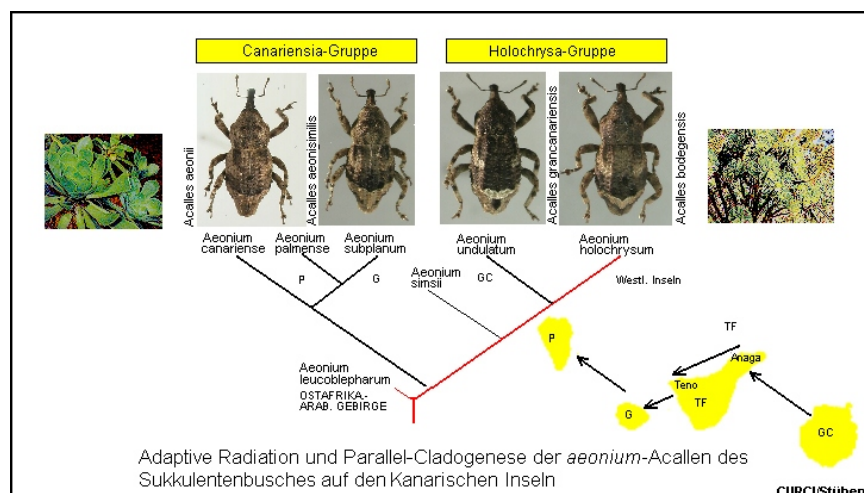 Canariensia-Gruppe
Holochrysa-Gruppe
Acalles aeonii
Acalles aeonisimilis
Acalles grancanariensis
Acalles bodegensis
Aeonium
canariense
Aeonium
palmense
Aeonium
subplanum
Aeonium
undulatum
Aeonium
holochrysum
P
G
Aeonium
simsii
GC
Westl. Inseln
P
TF
Anaga
Teno
TF
G
GC
Aeonium
leucoblepharum
OSTAFRIKA-
ARAB. GEBIRGE
Adaptive Radiation und Parallel-Cladogenese der aeonium-Acallen des
Sukkulentenbusches auf den Kanarischen Inseln
CURCI/Stüben